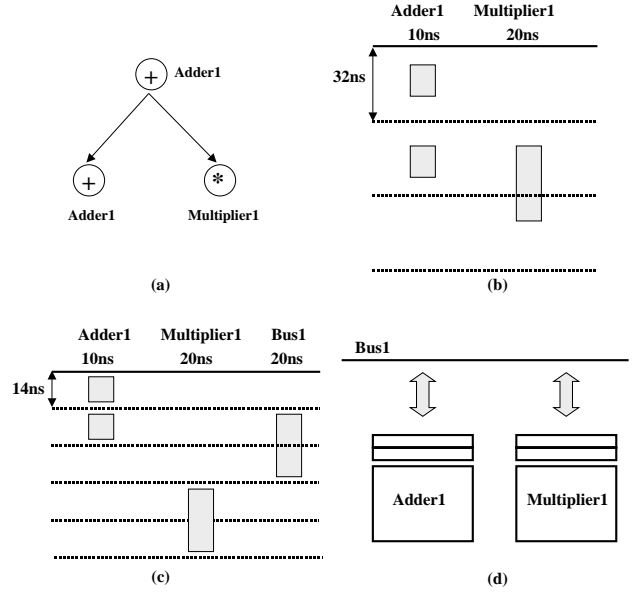 + Adder1
+ *
Adder1 Multiplier1
(a)
Adder1 Multiplier1
10ns 20ns
32ns
(b)
Adder1 Multiplier1 Bus1
10ns 20ns 20ns
14ns
(c)
Bus1
Adder1 Multiplier1
(d)